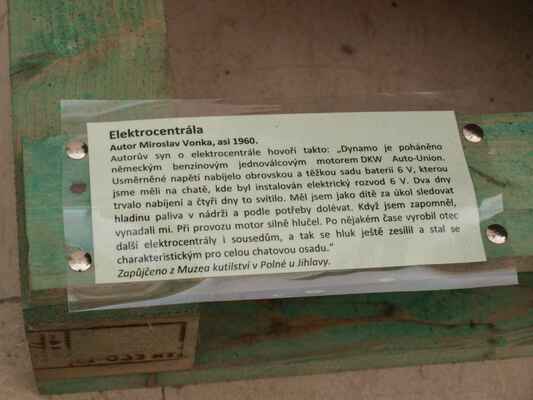 Elektrocentrála
Autor Miroslav Vonka, asi 1960.
Autorův syn o elektrocentrále hovoří takto: „Dynamo je poháněno
německým benzinovým jednoválcovým motorem DKW Auto-Union.
Usměrněné napětí nabíjelo obrovskou a těžkou sadu baterií 6 V, kterou
jsme měli na chatě, kde byl instalován elektrický rozvod 6 V. Dva dny
trvalo nabíjení a čtyři dny to svítilo. Měl jsem jako dítě za úkol sledovat
hladinu paliva v nádrži a podle potřeby dolévat. Když jsem zapomněl,
vynadali mi. Při provozu motor silně hlučel. Po nějakém čase vyrobil otec
další elektrocentrály i sousedům, a tak se hluk ještě zesílil a stal se
charakteristickým pro celou chatovou osadu.“
Zapůjčeno z Muzea kutilství v Polné u Jihlavy.